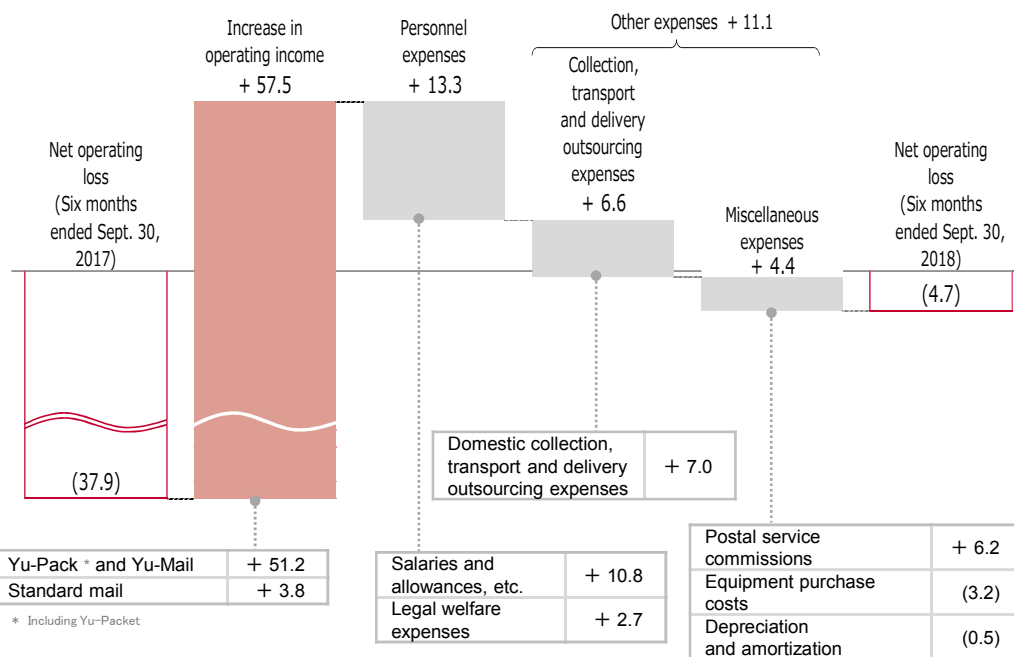 Net operating
loss
(Six months
ended Sept. 30,
2017)
(37.9)
Increase in
operating income
+ 57.5
Personnel
expenses
+ 13.3
Other expenses + 11.1
Collection,
transport
and delivery
outsourcing
expenses
+ 6.6
Miscellaneous
expenses
+ 4.4
Net operating
loss
(Six months
ended Sept. 30,
2018)
(4.7)
Yu-Pack * and Yu-Mail + 51.2
Standard mail + 3.8
* Including Yu-Packet
Salaries and
allowances, etc. + 10.8
Legal welfare
expenses + 2.7
Domestic collection,
transport and delivery + 7.0
outsourcing expenses
Postal service
commissions + 6.2
Equipment purchase
costs (3.2)
Depreciation
and amortization (0.5)